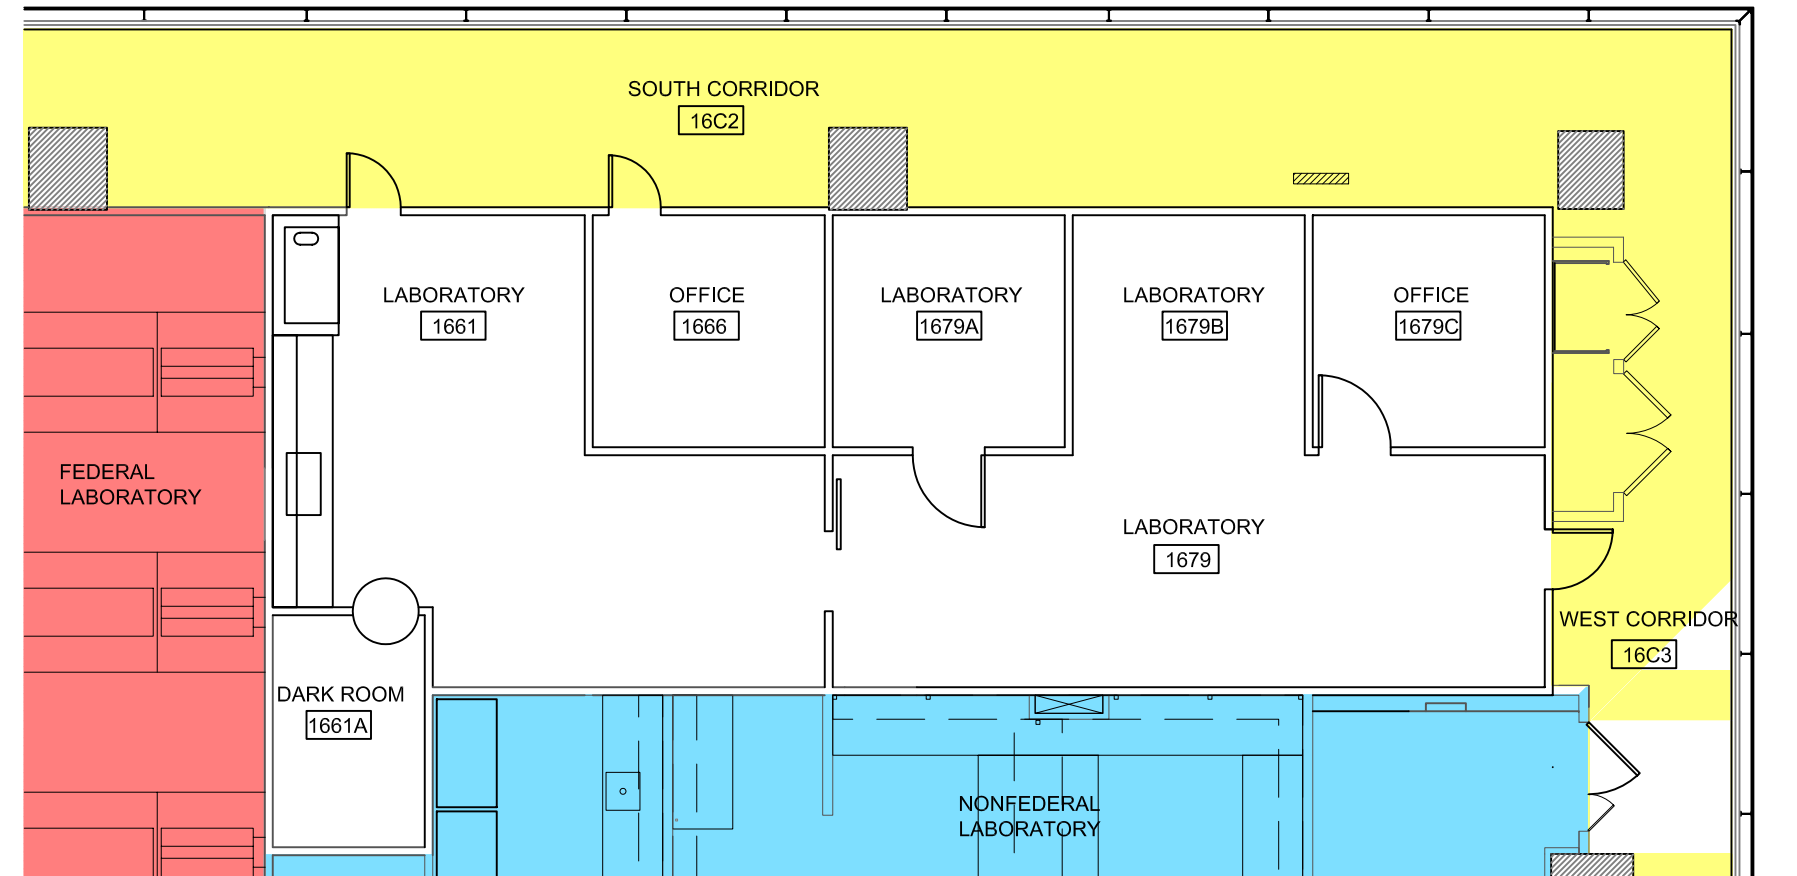 SOUTH CORRIDOR
16C2
LABORATORY
1661
OFFICE
1666
LABORATORY
1679A
LABORATORY
1679B
OFFICE
1679C
FEDERAL
LABORATORY
LABORATORY
1679
WEST CORRIDOR
16C3
DARK ROOM
1661A
NONFEDERAL
LABORATORY